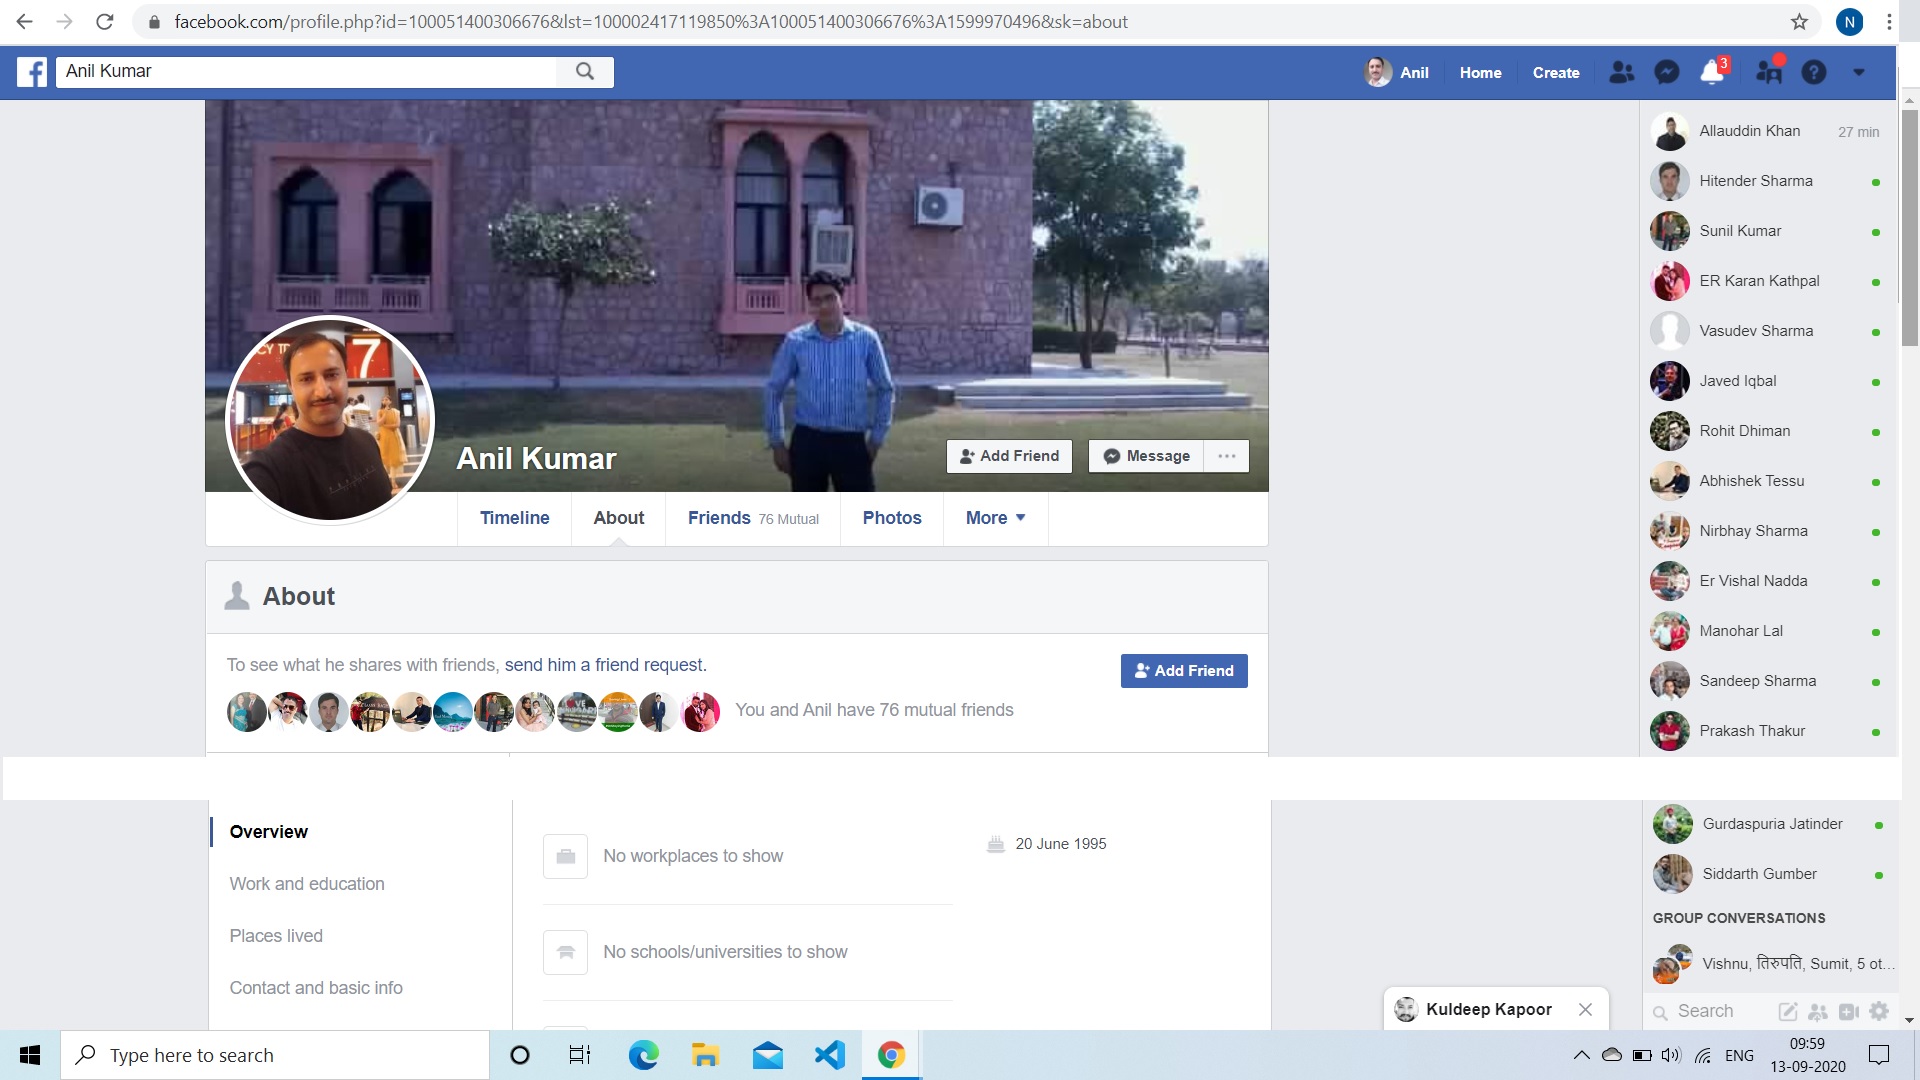 facebook.com/profile.php?id=100051400306676&lst=100002417119850%3A100051400306676%3A1599970496&sk=about
N
Anil Kumar
Anil
Home
Create
3
7
Anil Kumar
Add Friend
Message
Timeline
About
Friends 76 Mutual
Photos
More
About
To see what he shares with friends, send him a friend request.
Add Friend
You and Anil have 76 mutual friends
Overview
Work and education
Places lived
Contact and basic info
No workplaces to show
No schools/universities to show
20 June 1995
Allauddin Khan 27 min
Hitender Sharma
Sunil Kumar
ER Karan Kathpal
Vasudev Sharma
Javed Iqbal
Rohit Dhiman
Abhishek Tessu
Nirbhay Sharma
Er Vishal Nadda
Manohar Lal
Sandeep Sharma
Prakash Thakur
Gurdaspuria Jatinder
Siddarth Gumber
GROUP CONVERSATIONS
Vishnu, तिरुपति, Sumit, 5 ot...
Search
Kuldeep Kapoor
Type here to search
ENG
09:59
13-09-2020